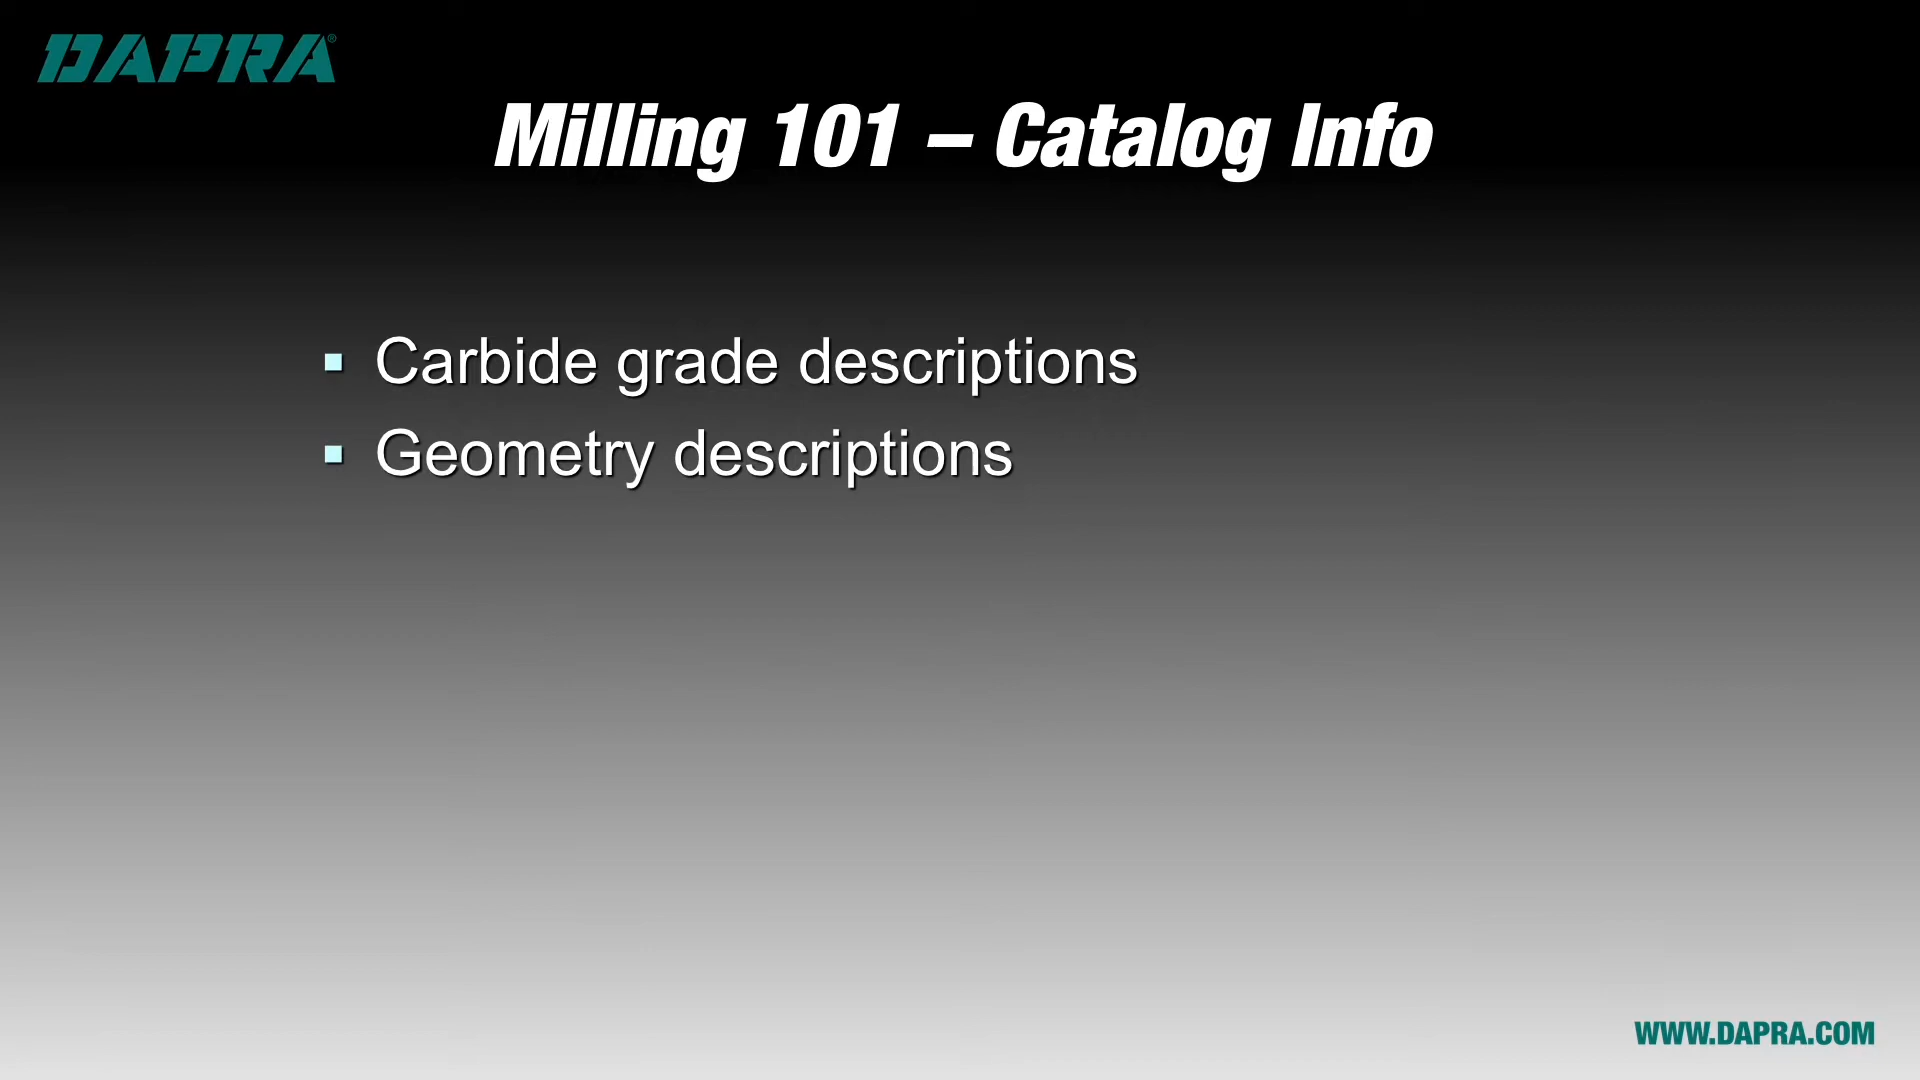 DAPRA®
Milling 101 – Catalog Info
▪ Carbide grade descriptions
▪ Geometry descriptions
WWW.DAPRA.COM